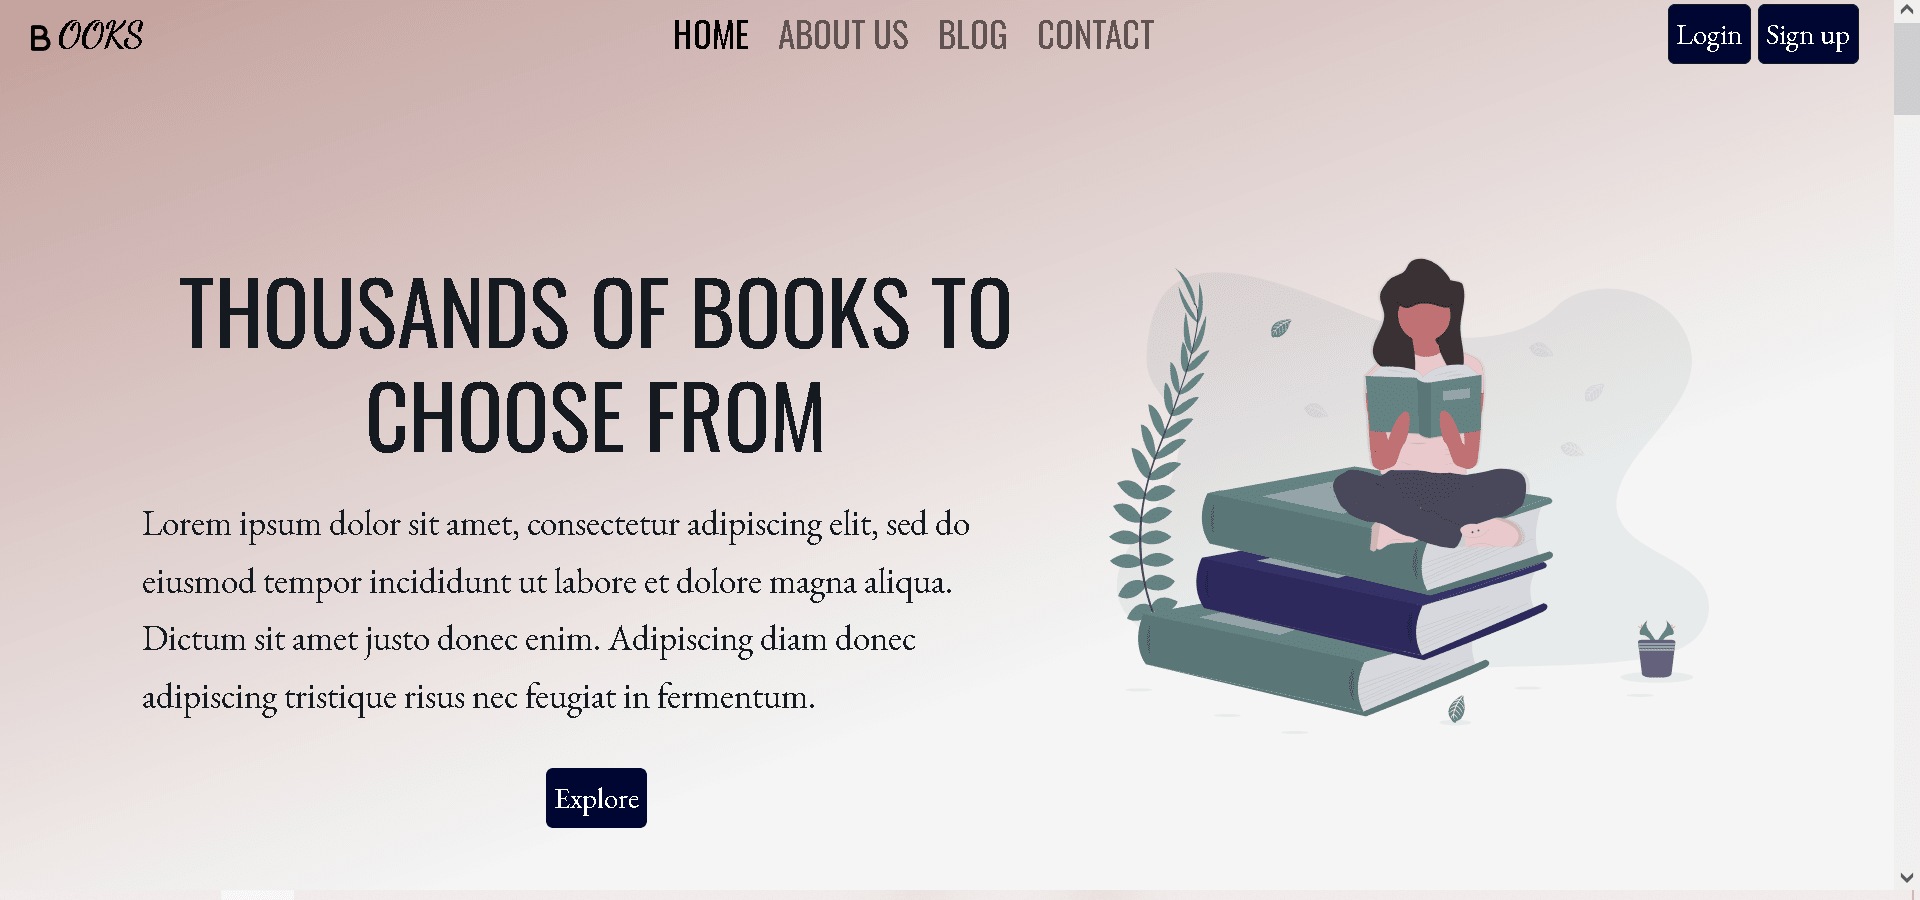 BOOKS
HOME ABOUT US BLOG CONTACT
Login Sign up
THOUSANDS OF BOOKS TO
CHOOSE FROM
Lorem ipsum dolor sit amet, consectetur adipiscing elit, sed do
eiusmod tempor incididunt ut labore et dolore magna aliqua.
Dictum sit amet justo donec enim. Adipiscing diam donec
adipiscing tristique risus nec feugiat in fermentum.
Explore